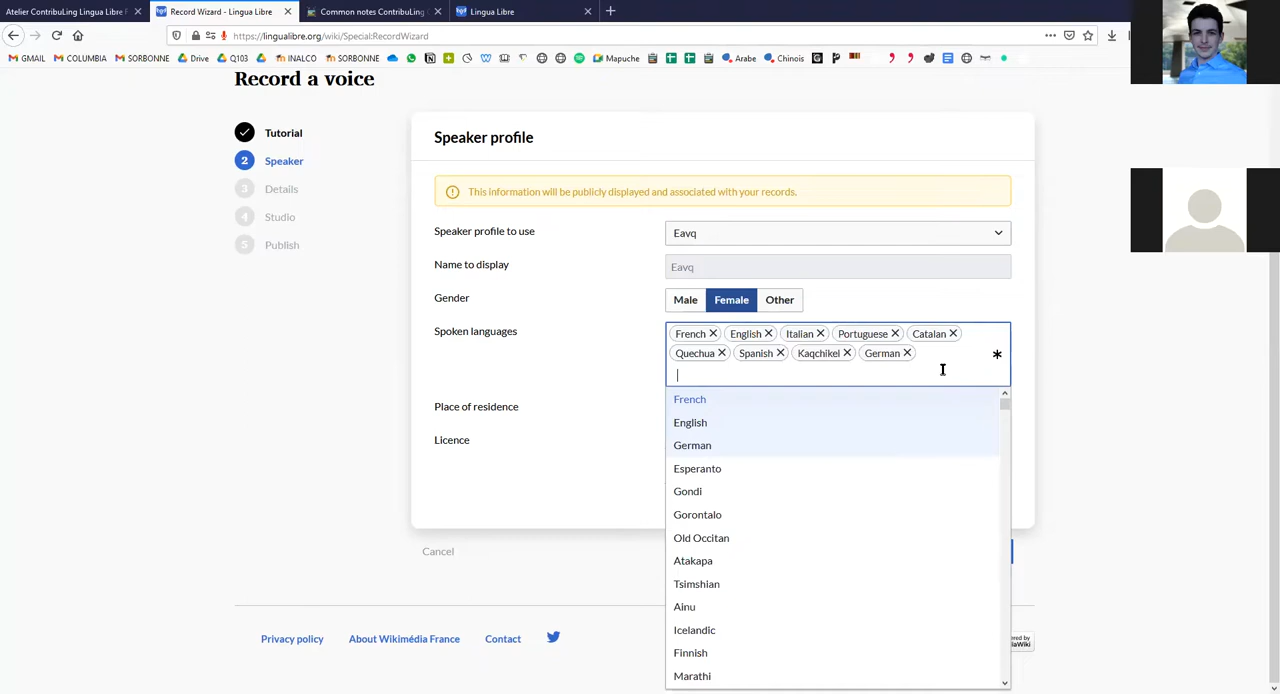 Atelier ContribuLing Lingua Libre
Record Wizard - Lingua Libre
Common notes ContribuLing
Lingua Libre
https://lingualibre.org/wiki/Special:RecordWizard
GMAIL
COLUMBIA
SORBONNE
Drive
Q103
INALCO
SORBONNE
Mapuche
Arabe
Chinois
Record a voice
Tutorial
2 Speaker
3 Details
4 Studio
5 Publish
Speaker profile
This information will be publicly displayed and associated with your records.
Speaker profile to use
Eavq
Name to display
Eavq
Gender
Male Female Other
Spoken languages
French English Italian Portuguese Catalan
Quechua Spanish Kaqchikel German
French
English
German
Esperanto
Gondi
Gorontalo
Old Occitan
Atakapa
Tsimshian
Ainu
Icelandic
Finnish
Marathi
Place of residence
Licence
Cancel
Privacy policy
About Wikimédia France
Contact